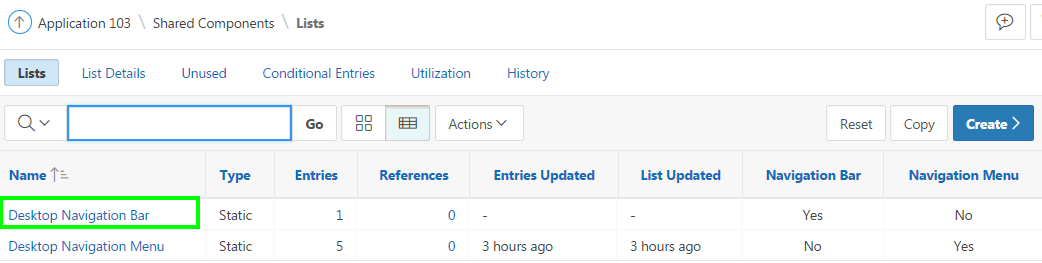 Application 103 \ Shared Components \ Lists
Lists List Details Unused Conditional Entries Utilization History
Go Actions Reset Copy Create
Name Type Entries References Entries Updated List Updated Navigation Bar Navigation Menu
Desktop Navigation Bar Static 1 0 - - Yes No
Desktop Navigation Menu Static 5 0 3 hours ago 3 hours ago No Yes